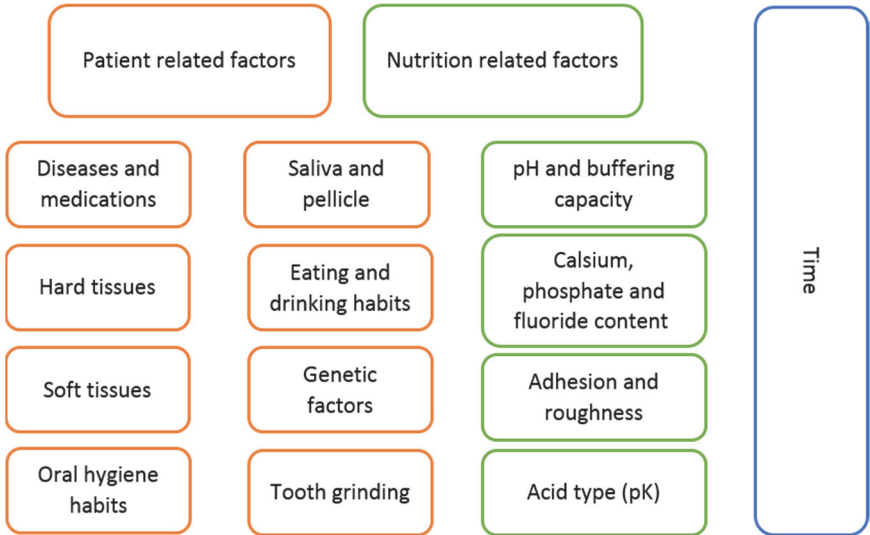 Patient related factors
Nutrition related factors
Diseases and
medications
Saliva and
pellicle
pH and buffering
capacity
Hard tissues
Eating and
drinking habits
Calsium,
phosphate and
fluoride content
Soft tissues
Genetic
factors
Adhesion and
roughness
Oral hygiene
habits
Tooth grinding
Acid type (pK)
Time